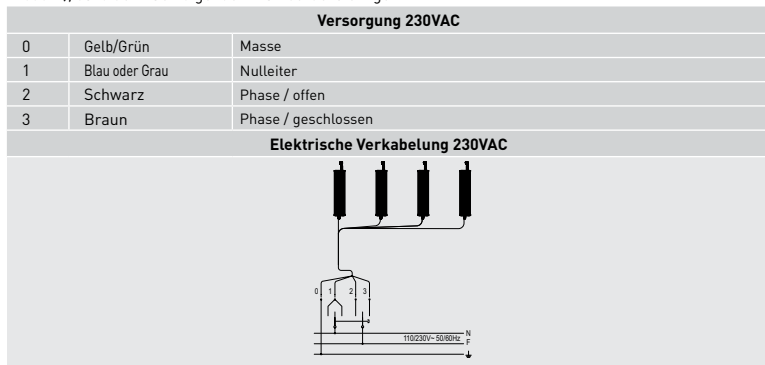 Versorgung 230VAC
0 Gelb/Grün Masse
1 Blau oder Grau Nulleiter
2 Schwarz Phase / offen
3 Braun Phase / geschlossen
Elektrische Verkabelung 230VAC
0 1 2 3
110/230V~ 50/60Hz N
F